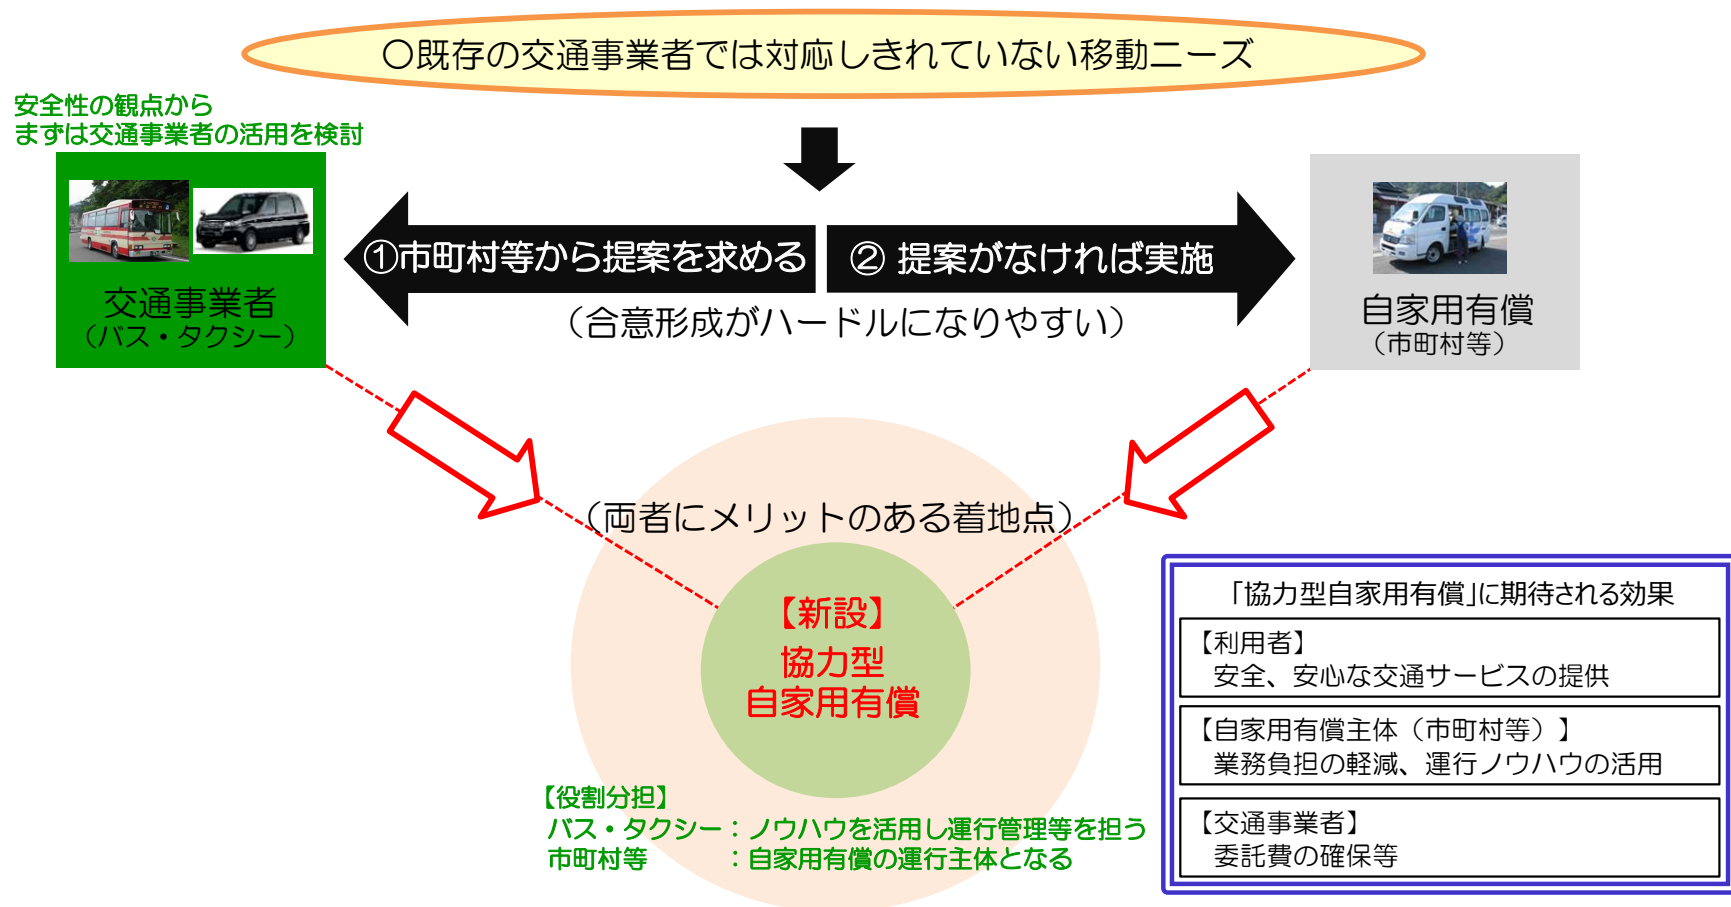 〇既存の交通事業者では対応しきれていない移動ニーズ
安全性の観点から
まずは交通事業者の活用を検討
①市町村等から提案を求める
② 提案がなければ実施
交通事業者
（バス・タクシー）
（合意形成がハードルになりやすい）
自家用有償
（市町村等）
（両者にメリットのある着地点）
【新設】
協力型
自家用有償
【役割分担】
バス・タクシー：ノウハウを活用し運行管理等を担う
市町村等　　　：自家用有償の運行主体となる
「協力型自家用有償」に期待される効果
【利用者】
安全、安心な交通サービスの提供
【自家用有償主体（市町村等）】
業務負担の軽減、運行ノウハウの活用
【交通事業者】
委託費の確保等